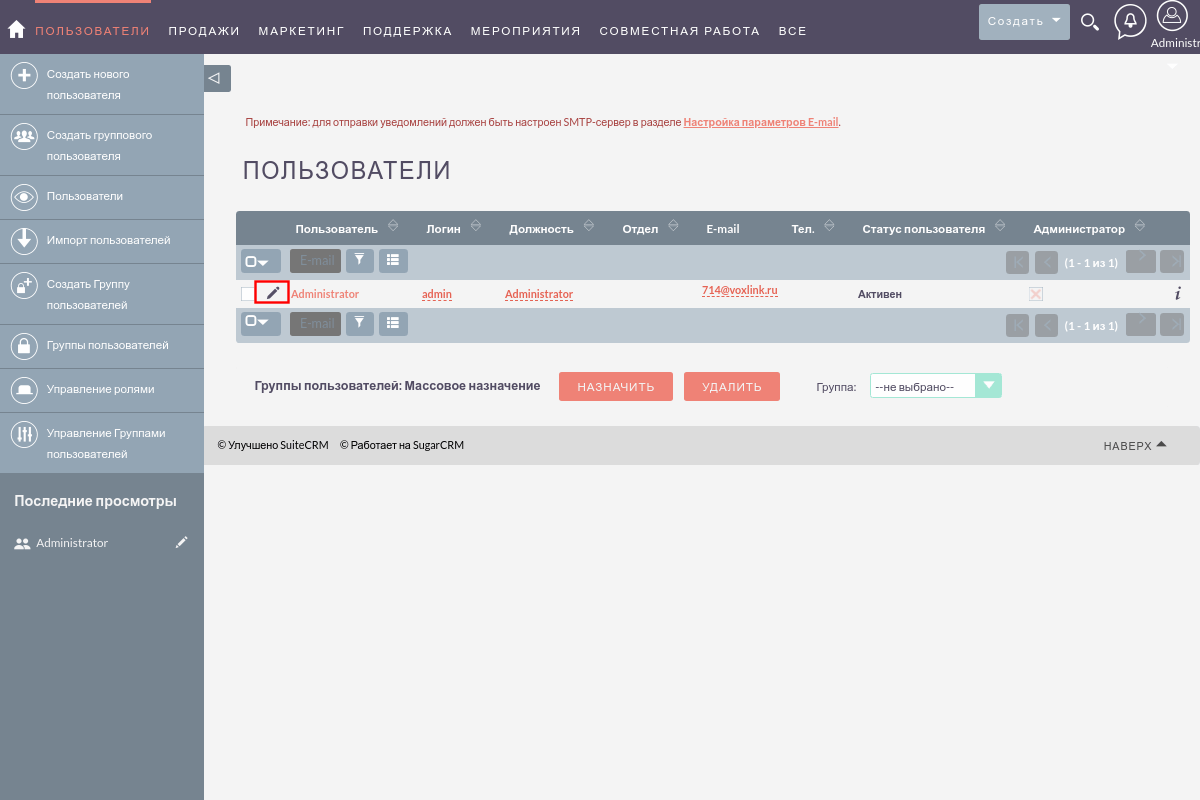 ПОЛЬЗОВАТЕЛИ ПРОДАЖИ МАРКЕТИНГ ПОДДЕРЖКА МЕРОПРИЯТИЯ СОВМЕСТНАЯ РАБОТА ВСЕ Создать
Administr
Создать нового
пользователя
Создать группового
пользователя
Пользователи
Импорт пользователей
Создать Группу
пользователей
Группы пользователей
Управление ролями
Управление Группами
пользователей
Последние просмотры
Administrator
Примечание: для отправки уведомлений должен быть настроен SMTP-сервер в разделе Настройка параметров E-mail.
ПОЛЬЗОВАТЕЛИ
Пользователь Логин Должность Отдел E-mail Тел. Статус пользователя Администратор
E-mail (1 - 1 из 1)
Administrator admin Administrator 714@voxlink.ru Активен i
E-mail (1 - 1 из 1)
Группы пользователей: Массовое назначение НАЗНАЧИТЬ УДАЛИТЬ Группа: --не выбрано--
© Улучшено SuiteCRM © Работает на SugarCRM НАВЕРХ